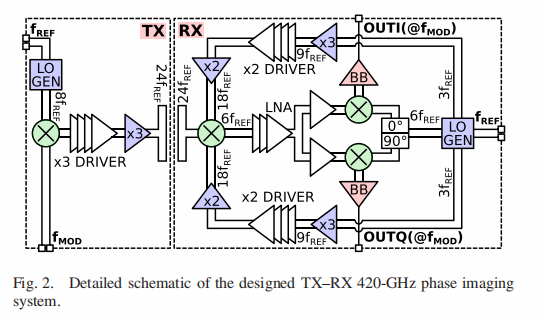 fREF TX RX OUTI(@fMOD)
x3
9fREF
x2 DRIVER
LO
GEN
x2
BB
8fREF
24fREF
24fREF
18fREF
LNA
3fREF
6fREF
6fREF
fREF
x3
0°
90°
LO
GEN
x3 DRIVER
18fREF
BB
3fREF
x2 DRIVER
x2
x3
9fREF
fMOD
OUTQ(@fMOD)
Fig. 2. Detailed schematic of the designed TX–RX 420-GHz phase imaging
system.